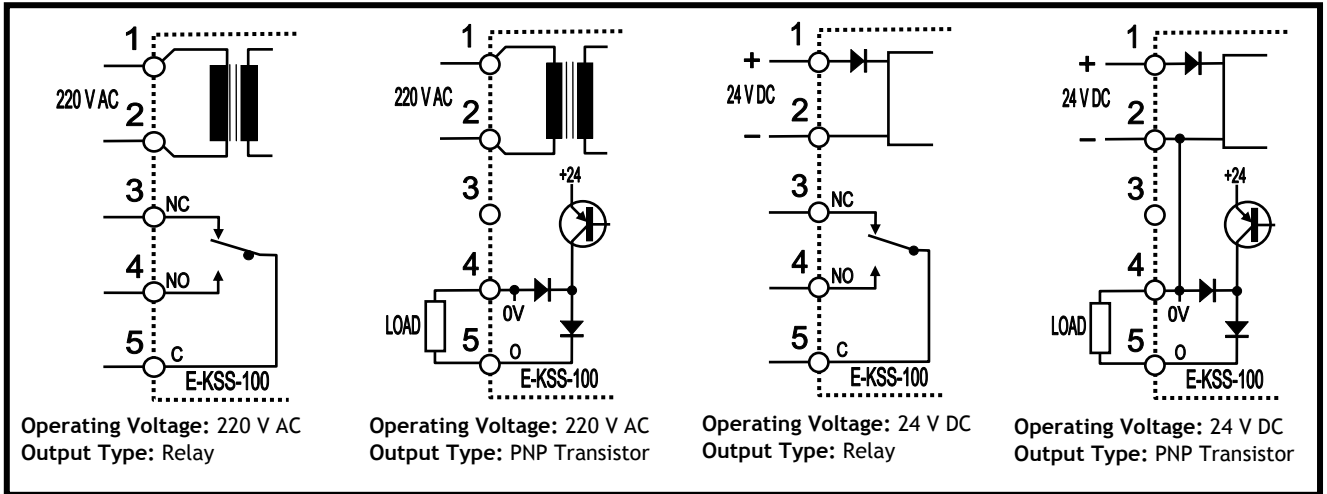 1
220 V AC
2
3
NC
4
NO
5
C
E-KSS-100
Operating Voltage: 220 V AC
Output Type: Relay
1
220 V AC
2
+24
3
4
0V
LOAD
5
O
E-KSS-100
Operating Voltage: 220 V AC
Output Type: PNP Transistor
1
+
24 V DC
2
−
3
NC
4
NO
5
C
E-KSS-100
Operating Voltage: 24 V DC
Output Type: Relay
1
+
24 V DC
2
−
+24
3
4
0V
LOAD
5
O
E-KSS-100
Operating Voltage: 24 V DC
Output Type: PNP Transistor